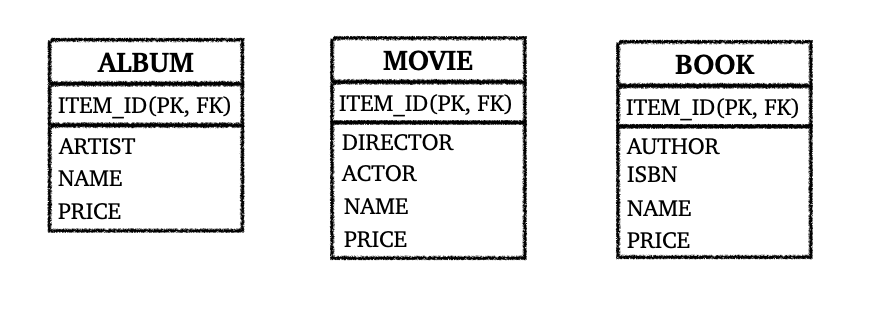 ALBUM
ITEM_ID(PK, FK)
ARTIST
NAME
PRICE
MOVIE
ITEM_ID(PK, FK)
DIRECTOR
ACTOR
NAME
PRICE
BOOK
ITEM_ID(PK, FK)
AUTHOR
ISBN
NAME
PRICE